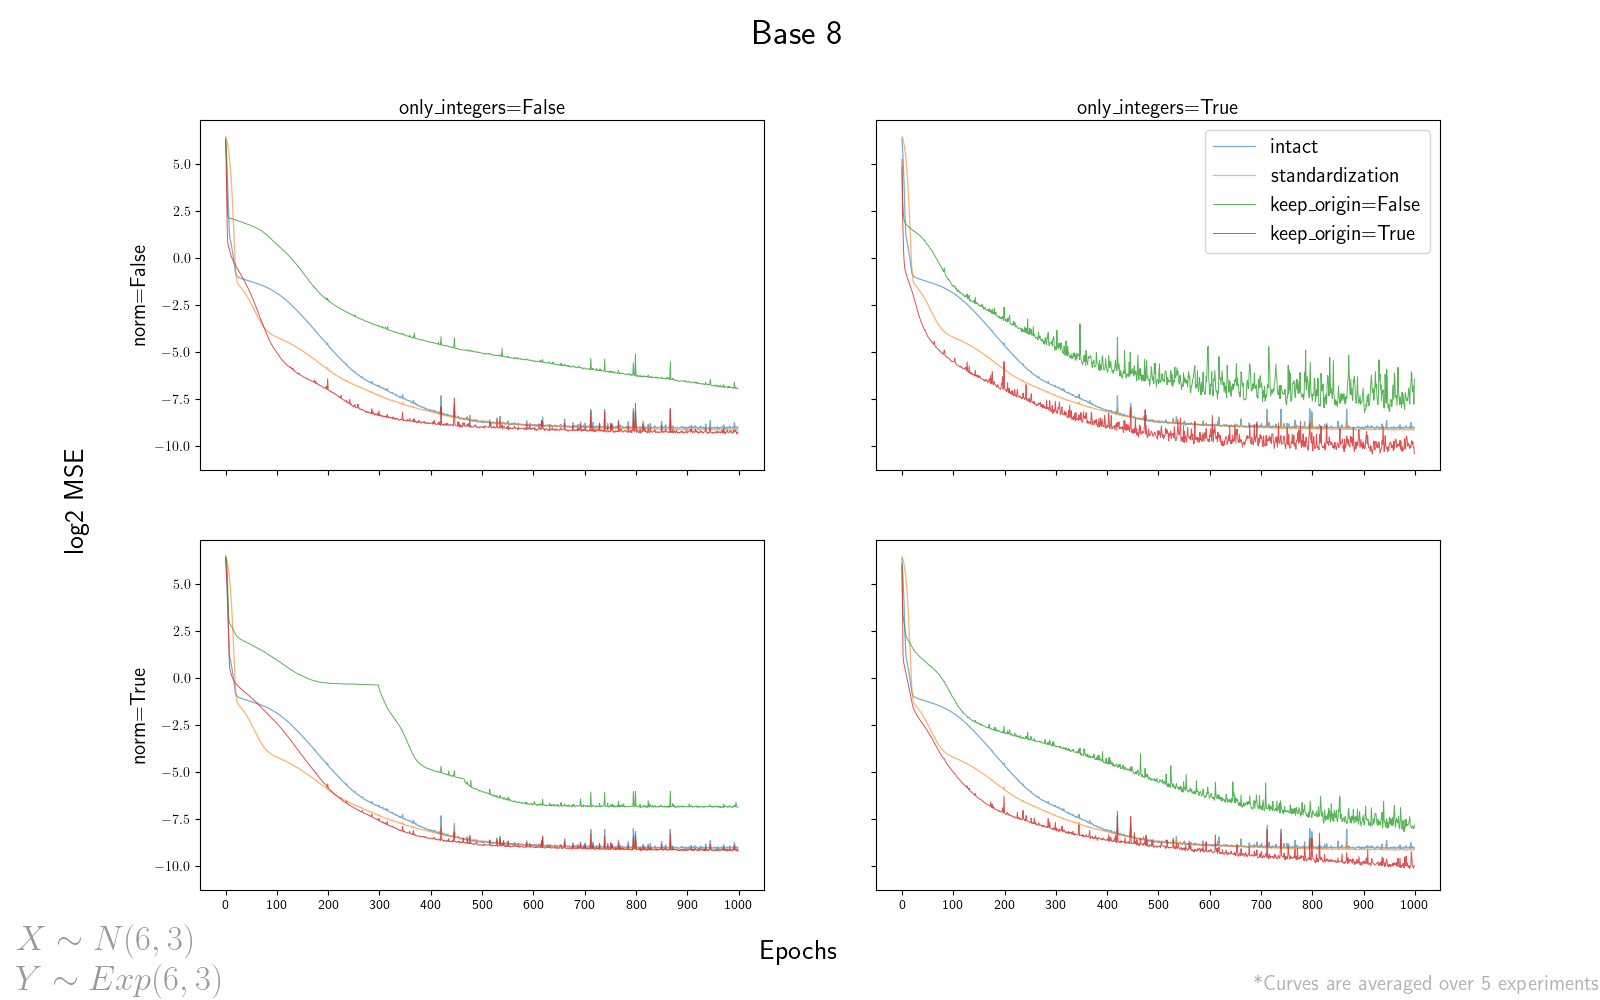 Base 8
only_integers=False
only_integers=True
norm=False
5.0
2.5
0.0
−2.5
−5.0
−7.5
−10.0
intact
standardization
keep_origin=False
keep_origin=True
log2 MSE
norm=True
5.0
2.5
0.0
−2.5
−5.0
−7.5
−10.0
0 100 200 300 400 500 600 700 800 900 1000
0 100 200 300 400 500 600 700 800 900 1000
Epochs
X ∼ N(6, 3)
Y ∼ Exp(6, 3)
*Curves are averaged over 5 experiments